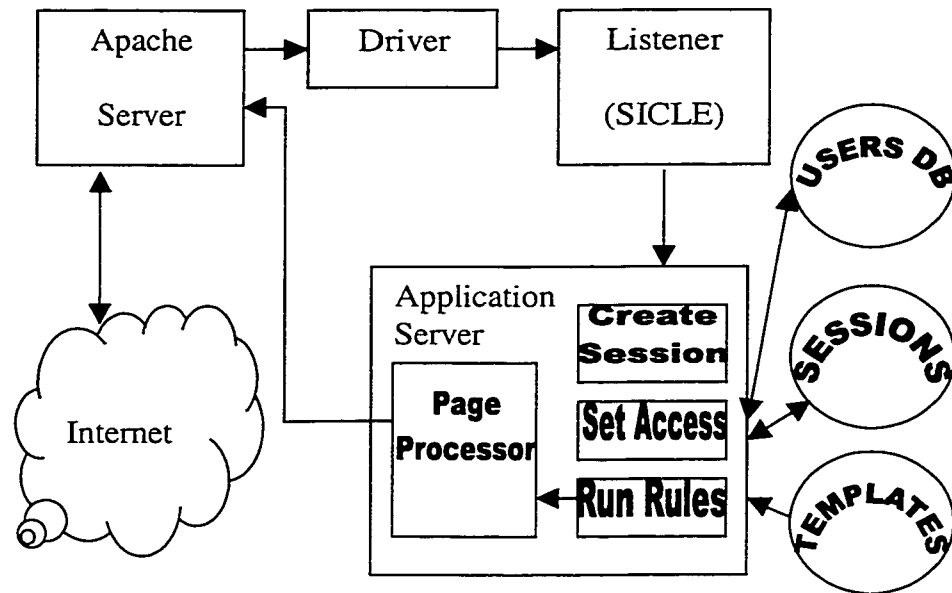 Apache
Server
Driver
Listener
(SICLE)
USERS DB
Application
Server
Create
Session
SESSIONS
Page
Processor
Set Access
Internet
Run Rules
TEMPLATES